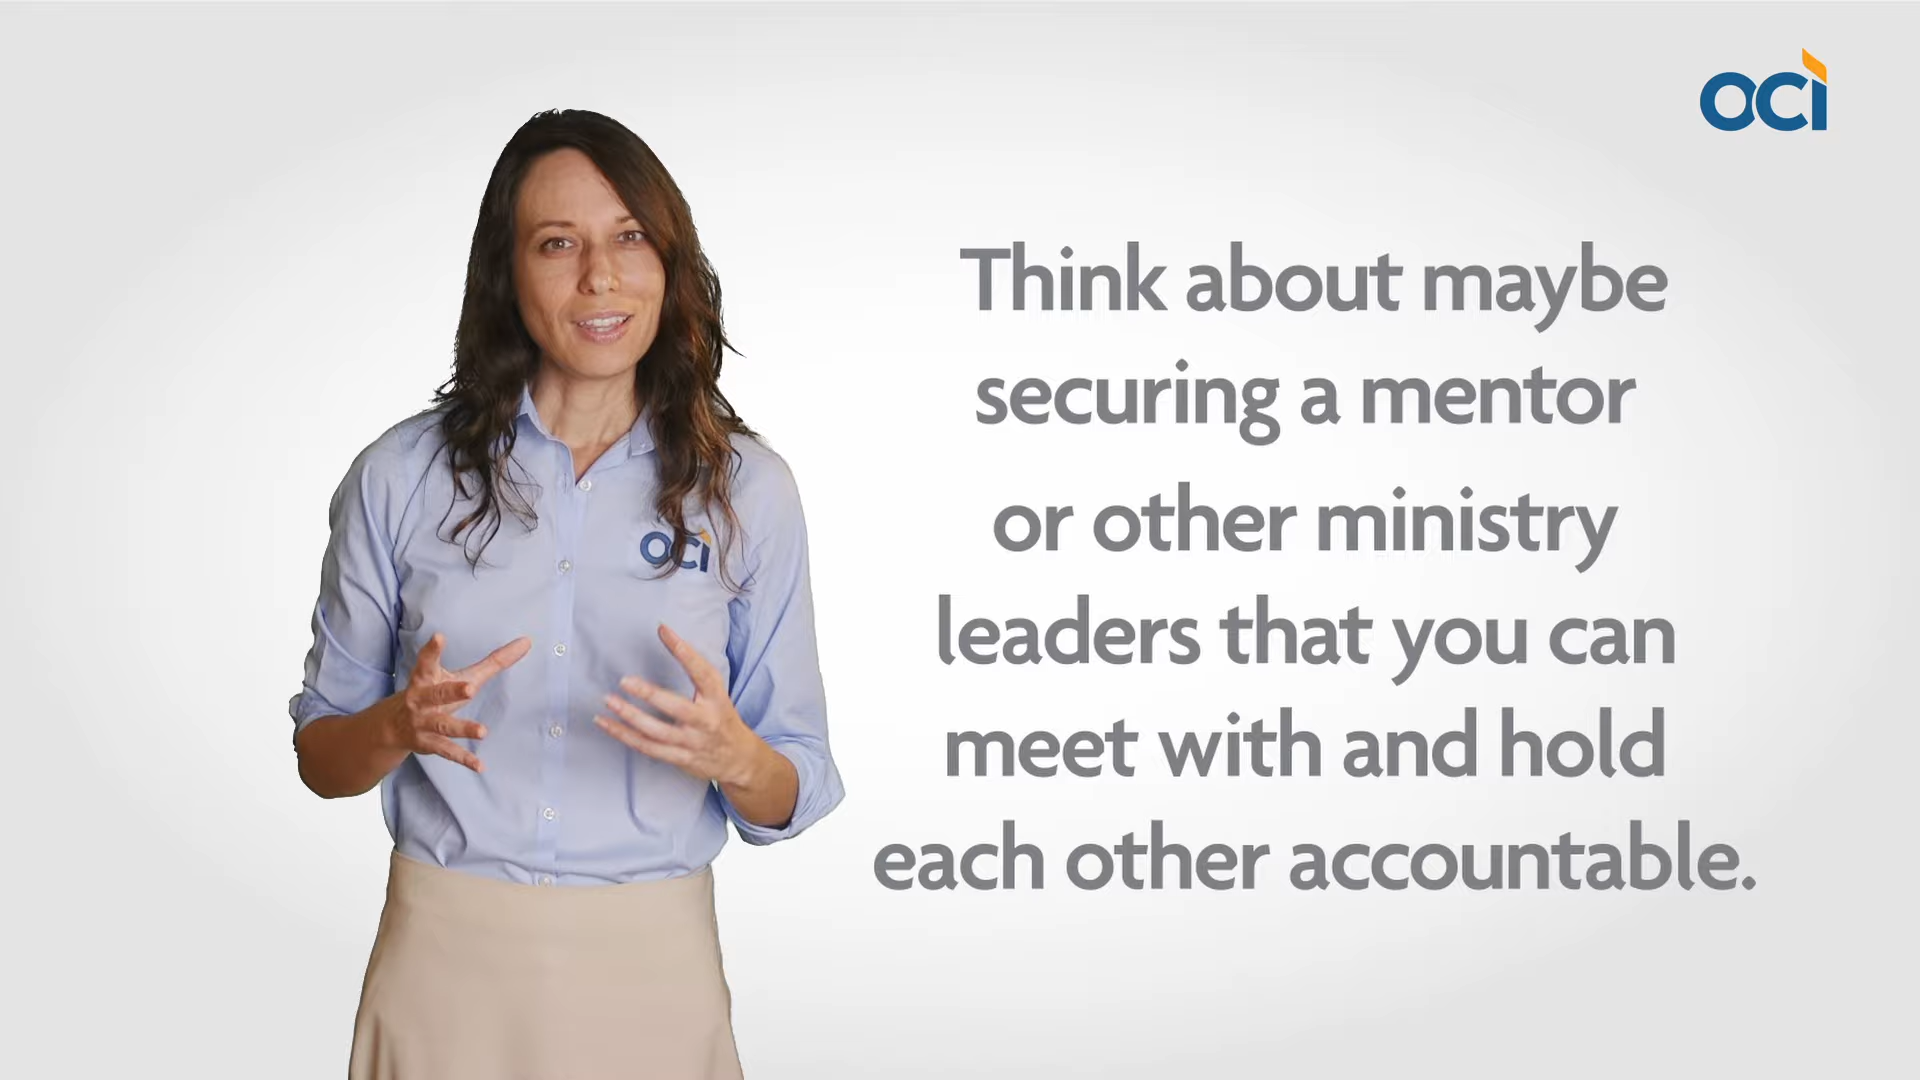 oci
Think about maybe
securing a mentor
or other ministry
leaders that you can
meet with and hold
each other accountable.
oci